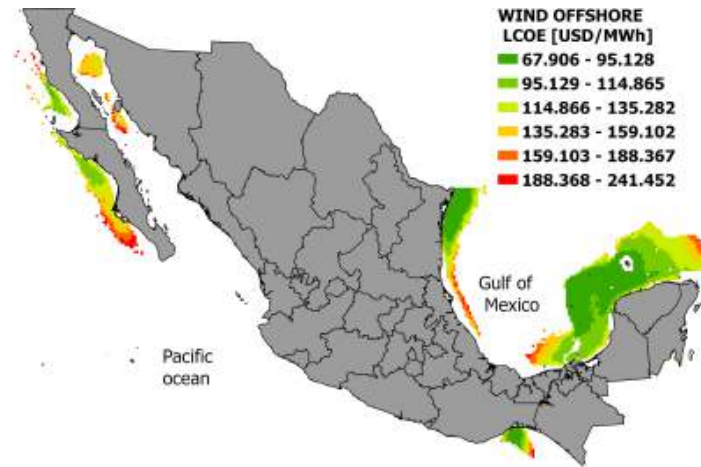 WIND OFFSHORE
LCOE [USD/MWh]
67.906 - 95.128
95.129 - 114.865
114.866 - 135.282
135.283 - 159.102
159.103 - 188.367
188.368 - 241.452
Gulf of
Mexico
Pacific
ocean